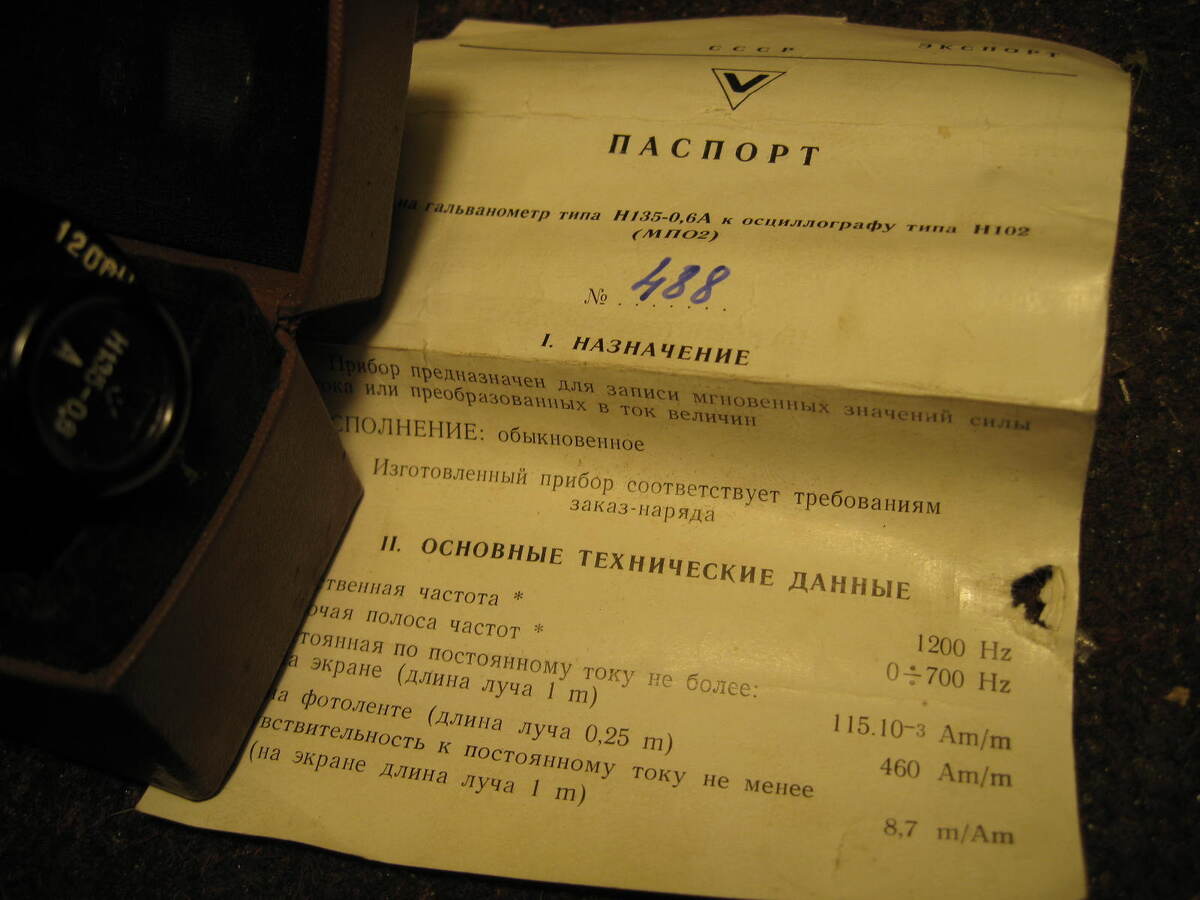 СССР ЭКСПОРТ
V
ПАСПОРТ
на гальванометр типа Н135-0,6А к осциллографу типа Н102
(МПО2)
№ 488
I. НАЗНАЧЕНИЕ
Прибор предназначен для записи мгновенных значений силы
ока или преобразованных в ток величин
СПОЛНЕНИЕ: обыкновенное
Изготовленный прибор соответствует требованиям
заказ-наряда
II. ОСНОВНЫЕ ТЕХНИЧЕСКИЕ ДАННЫЕ
ственная частота * 1200 Hz
очая полоса частот * 0÷700 Hz
тоянная по постоянному току не более:
а экране (длина луча 1 m) 115.10–3 Am/m
а фотоленте (длина луча 0,25 m) 460 Am/m
вствительность к постоянному току не менее
(на экране длина луча 1 m) 8,7 m/Am
120
Н135-0,6
А